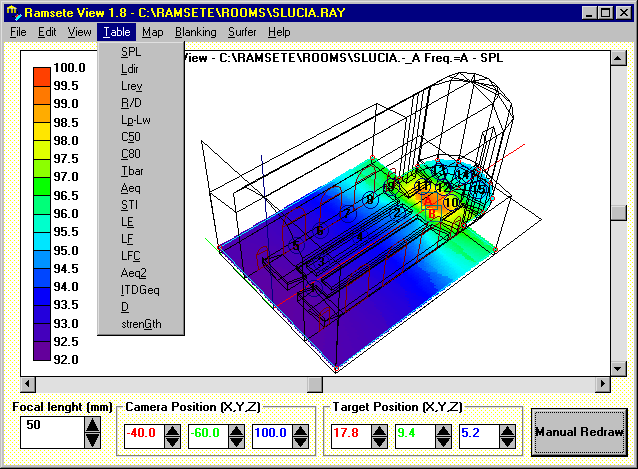 Ramsete View 1.8 - C:\RAMSETE\ROOMS\SLUCIA.RAY
File Edit View Table Map Blanking Surfer Help
View - C:\RAMSETE\ROOMS\SLUCIA.-_A Freq.=A - SPL
SPL
Ldir
Lrev
R/D
Lp-Lw
C50
C80
Tbar
Aeq
STI
LE
LF
LFC
Aeq2
ITDGeq
D
strenGth
100.0
99.5
99.0
98.5
98.0
97.5
97.0
96.5
96.0
95.5
95.0
94.5
94.0
93.5
93.0
92.5
92.0
Focal lenght (mm)
50
Camera Position (X,Y,Z)
-40.0 -60.0 100.0
Target Position (X,Y,Z)
17.8 9.4 5.2
Manual Redraw